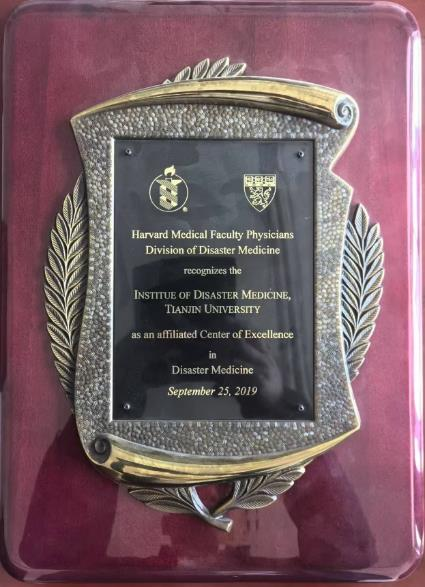 Harvard Medical Faculty Physicians
Division of Disaster Medicine
recognizes the
INSTITUE OF DISASTER MEDICINE,
TIANJIN UNIVERSITY
as an affiliated Center of Excellence
in
Disaster Medicine
September 25, 2019